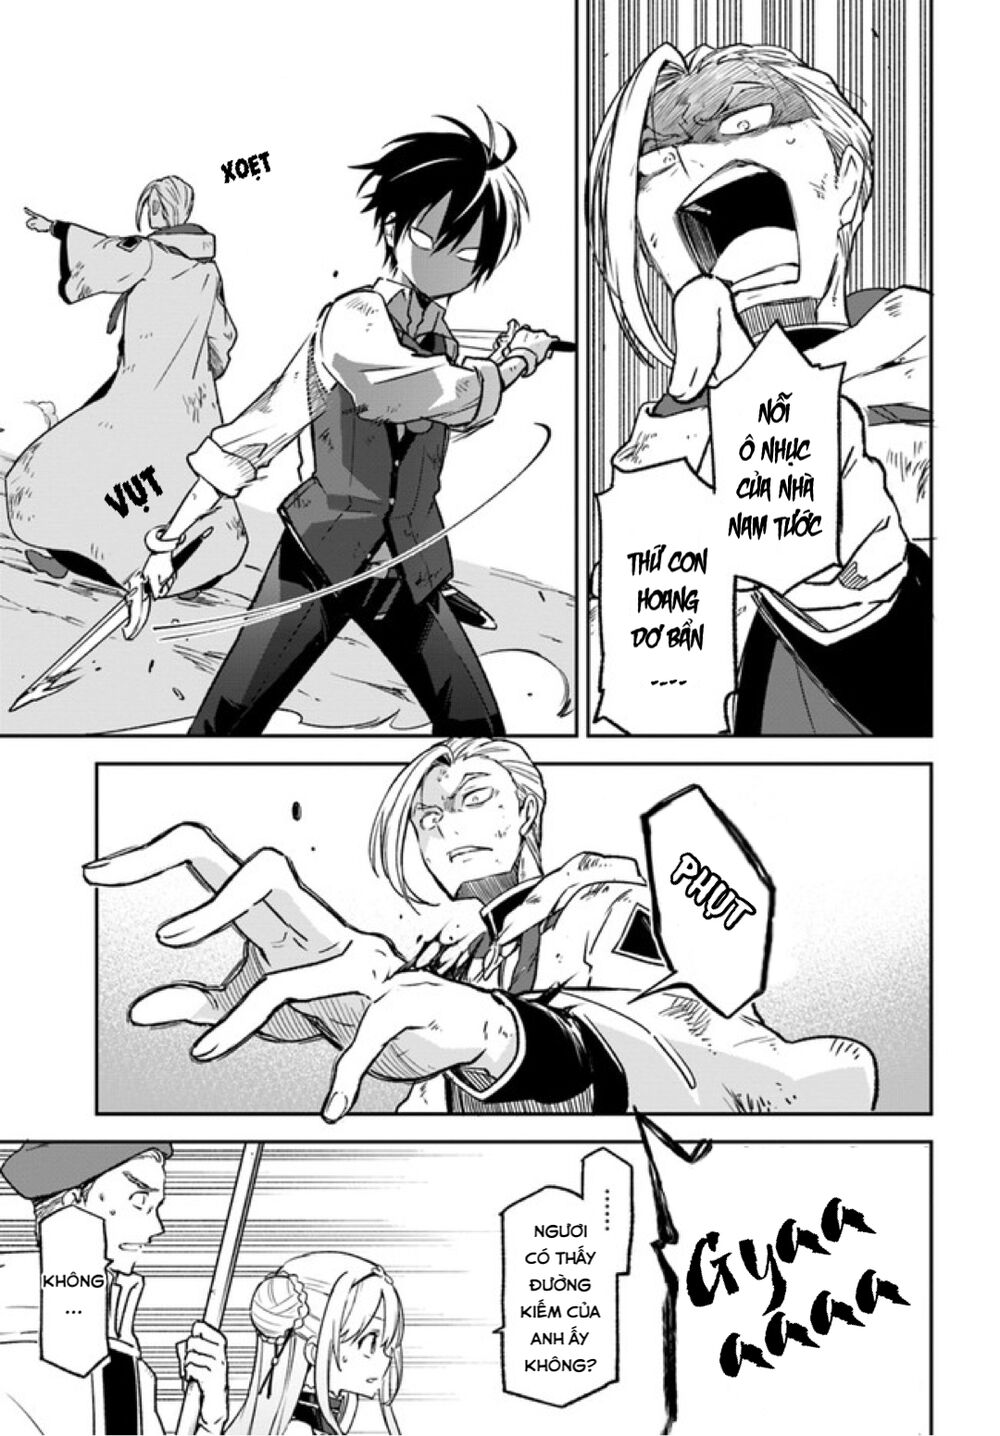 NỖI
Ô NHỤC
CỦA NHÀ
NAM TƯỚC
THỨ CON
HOANG
DƠ BẨN
....
XOẸT
VỤT
PHỤT
Gyaa
aaaa
......
NGƯƠI
CÓ THẤY
ĐƯỜNG
KIẾM CỦA
ANH ẤY
KHÔNG?
KHÔNG
...